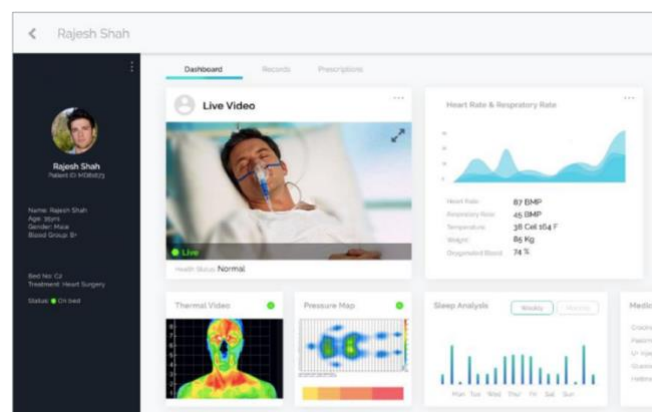 Rajesh Shah
Dashboard
Records
Prescriptions
Rajesh Shah
Name: Rajesh Shah
Age: 35yrs
Gender: Male
Blood Group: B+
Bed No: C2
Treatment: Heart Surgery
Status: On bed
Live Video
Live
Health Status: Normal
Heart Rate & Respiratory Rate
Heart Rate 87 BMP
Respiratory Rate 45 BMP
Temperature 38 Cel 164 F
Weight 85 Kg
Oxygenated Blood 74 %
Thermal Video
Pressure Map
Sleep Analysis
Weekly
Mon Tue Wed Thu Fri Sat Sun